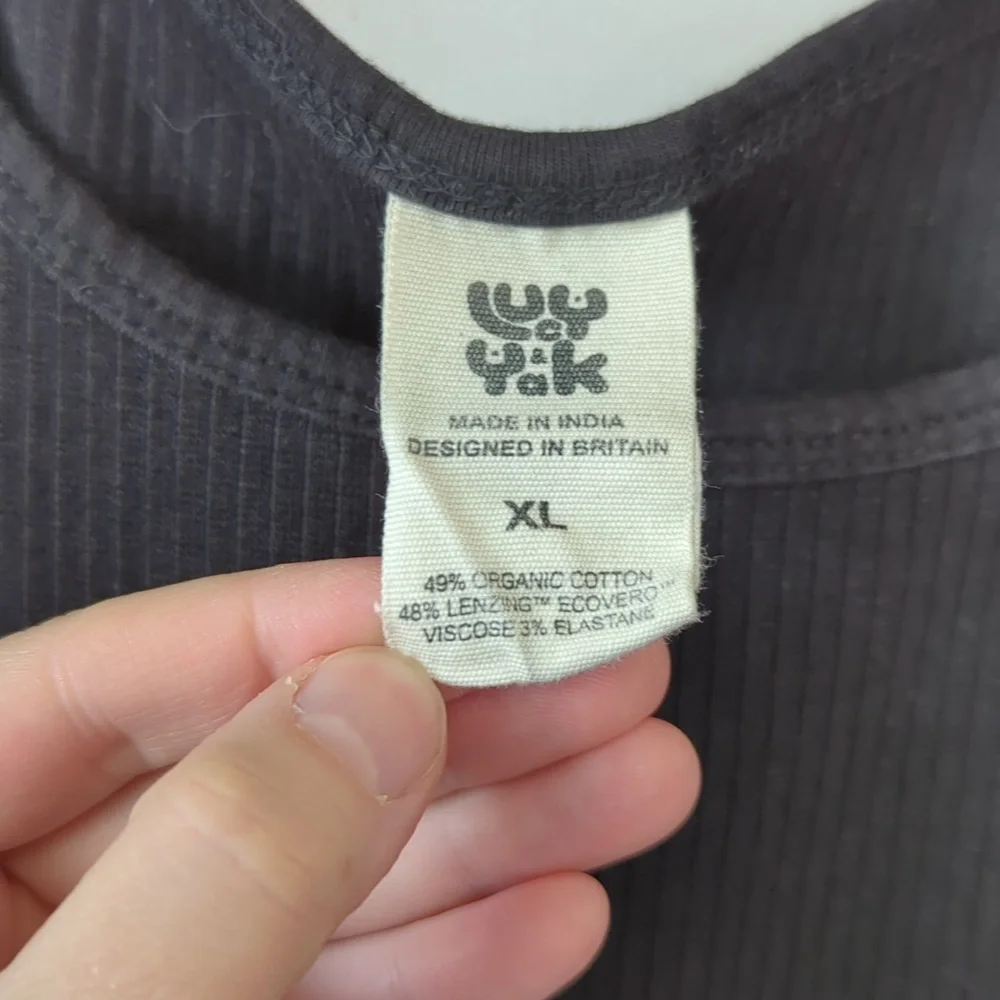 Lucy
& Yak
MADE IN INDIA
DESIGNED IN BRITAIN
XL
49% ORGANIC COTTON
48% LENZING™ ECOVERO™
VISCOSE 3% ELASTANE